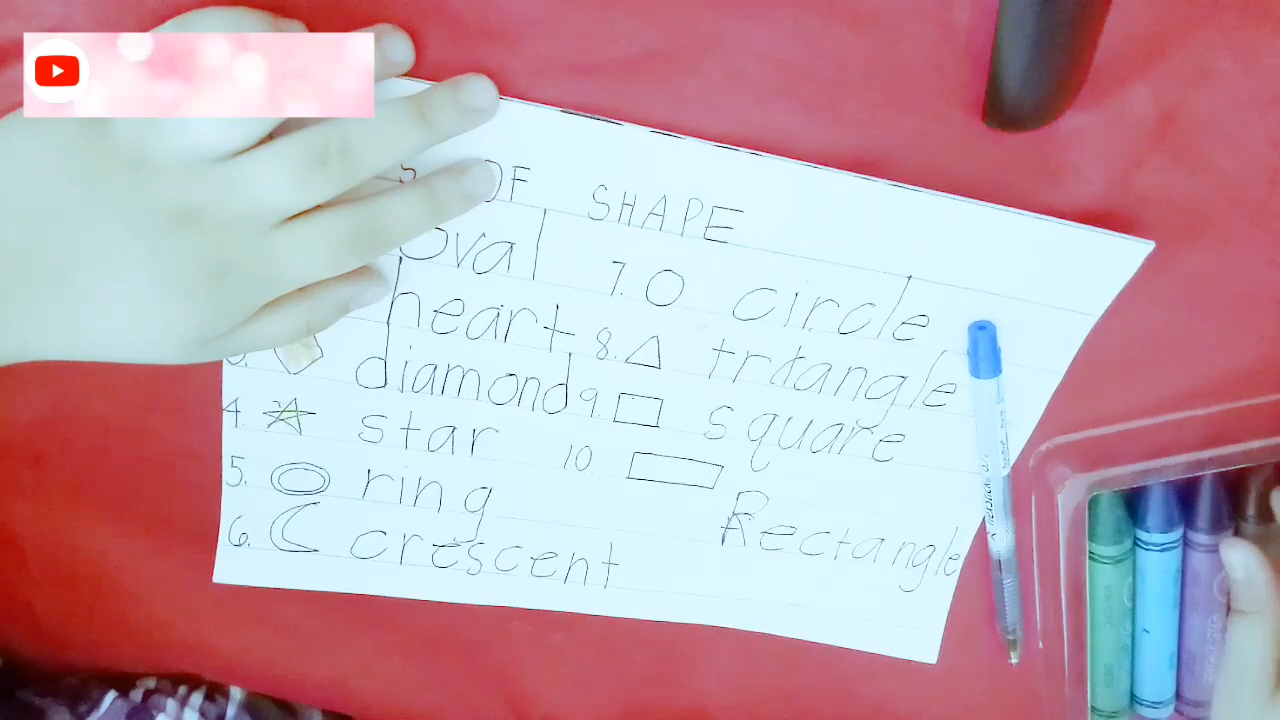 OF SHAPE
oval
heart
diamond
4. star
5. ring
6. crescent
7. circle
8. triangle
9. square
10. Rectangle